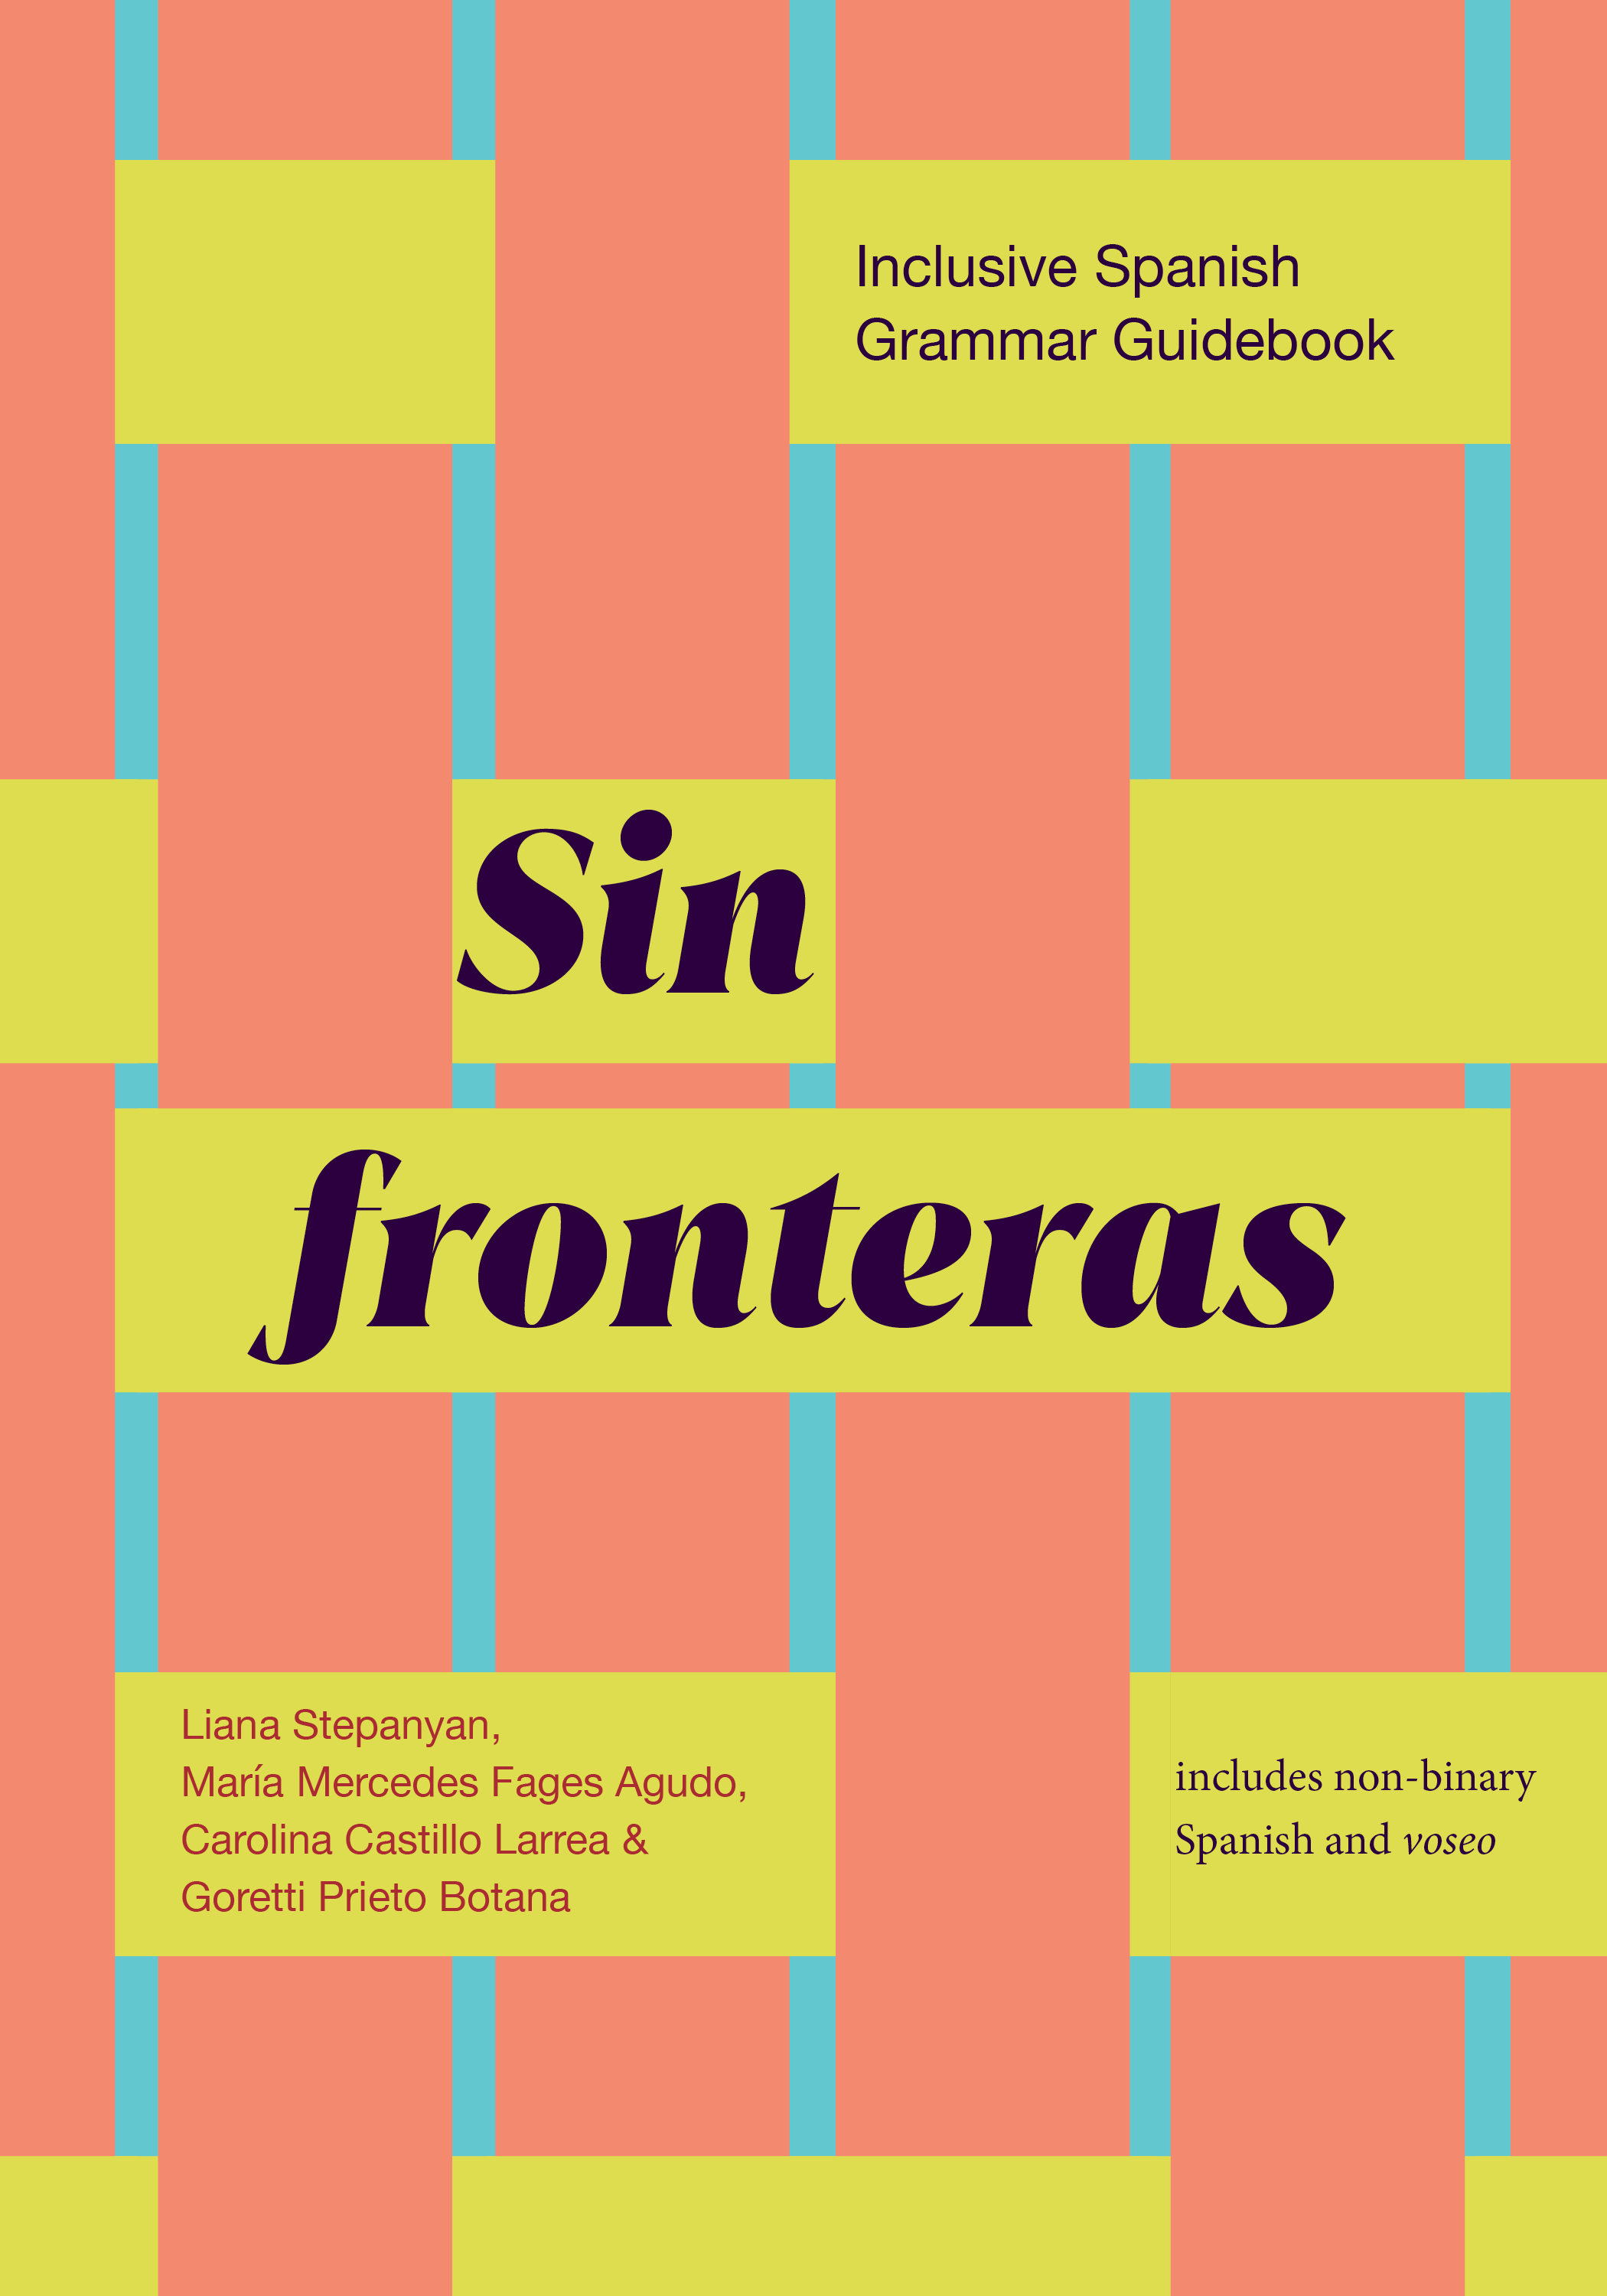 Inclusive Spanish
Grammar Guidebook
Sin
fronteras
Liana Stepanyan,
María Mercedes Fages Agudo,
Carolina Castillo Larrea &
Goretti Prieto Botana
includes non-binary
Spanish and voseo